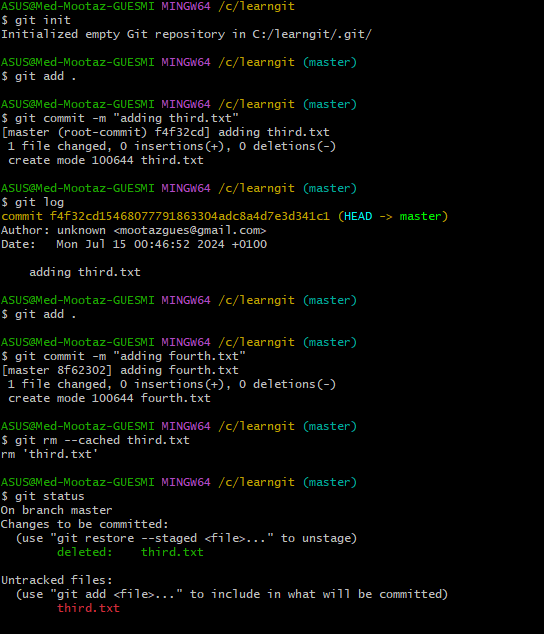 ASUS@Med-Mootaz-GUESMI MINGW64 /c/learngit
$ git init
Initialized empty Git repository in C:/learngit/.git/
ASUS@Med-Mootaz-GUESMI MINGW64 /c/learngit (master)
$ git add .
ASUS@Med-Mootaz-GUESMI MINGW64 /c/learngit (master)
$ git commit -m "adding third.txt"
[master (root-commit) f4f32cd] adding third.txt
 1 file changed, 0 insertions(+), 0 deletions(-)
 create mode 100644 third.txt
ASUS@Med-Mootaz-GUESMI MINGW64 /c/learngit (master)
$ git log
commit f4f32cd15468077791863304adc8a4d7e3d341c1 (HEAD -> master)
Author: unknown <mootazgues@gmail.com>
Date:   Mon Jul 15 00:46:52 2024 +0100
    adding third.txt
ASUS@Med-Mootaz-GUESMI MINGW64 /c/learngit (master)
$ git add .
ASUS@Med-Mootaz-GUESMI MINGW64 /c/learngit (master)
$ git commit -m "adding fourth.txt"
[master 8f62302] adding fourth.txt
 1 file changed, 0 insertions(+), 0 deletions(-)
 create mode 100644 fourth.txt
ASUS@Med-Mootaz-GUESMI MINGW64 /c/learngit (master)
$ git rm --cached third.txt
rm 'third.txt'
ASUS@Med-Mootaz-GUESMI MINGW64 /c/learngit (master)
$ git status
On branch master
Changes to be committed:
  (use "git restore --staged <file>..." to unstage)
        deleted:    third.txt
Untracked files:
  (use "git add <file>..." to include in what will be committed)
        third.txt